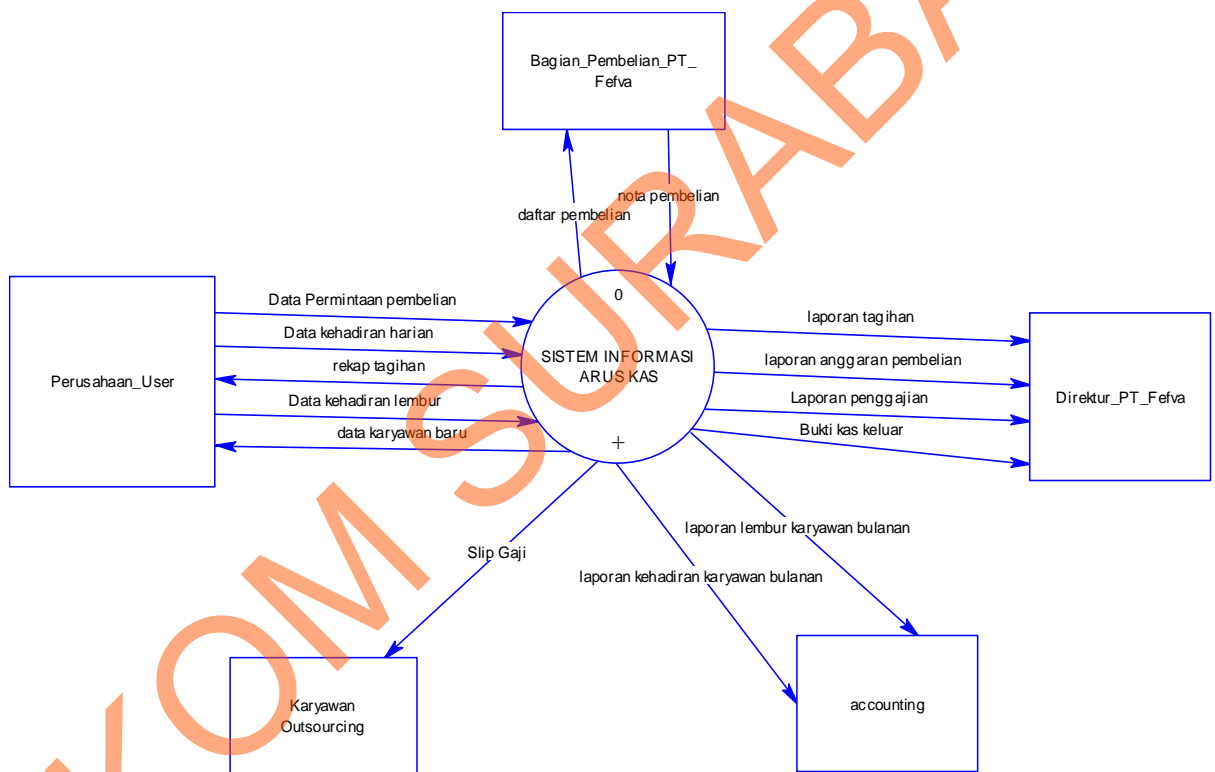 Bagian_Pembelian_PT_
Fefva
nota pembelian
daftar pembelian
0
SISTEM INFORMASI
ARUS KAS
+
Perusahaan_User
Data Permintaan pembelian
Data kehadiran harian
rekap tagihan
Data kehadiran lembur
data karyawan baru
laporan tagihan
laporan anggaran pembelian
Laporan penggajian
Bukti kas keluar
Direktur_PT_Fefva
laporan lembur karyawan bulanan
Slip Gaji
laporan kehadiran karyawan bulanan
Karyawan
Outsourcing
accounting
KOM SURABA